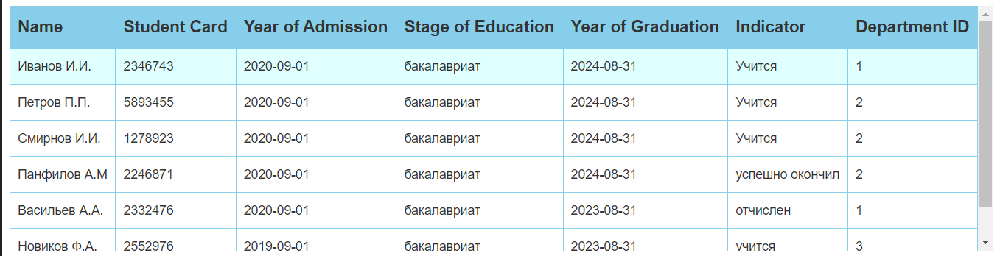 Name Student Card Year of Admission Stage of Education Year of Graduation Indicator Department ID
Иванов И.И. 2346743 2020-09-01 бакалавриат 2024-08-31 Учится 1
Петров П.П. 5893455 2020-09-01 бакалавриат 2024-08-31 Учится 2
Смирнов И.И. 1278923 2020-09-01 бакалавриат 2024-08-31 Учится 2
Панфилов А.М 2246871 2020-09-01 бакалавриат 2024-08-31 успешно окончил 2
Васильев А.А. 2332476 2020-09-01 бакалавриат 2023-08-31 отчислен 1
Новиков Ф.А. 2552976 2019-09-01 бакалавриат 2023-08-31 учится 3